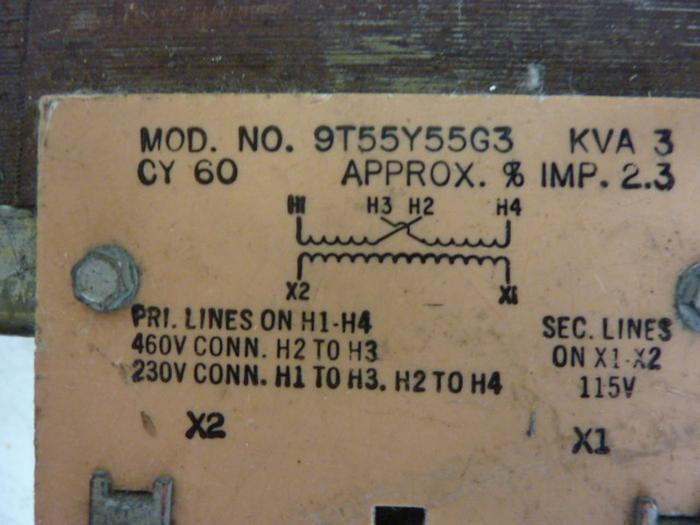 MOD. NO. 9T55Y55G3 KVA 3
CY 60 APPROX. % IMP. 2.3
H1 H3 H2 H4
X2 X1
PRI. LINES ON H1-H4
460V CONN. H2 TO H3
230V CONN. H1 TO H3. H2 TO H4
SEC. LINES
ON X1-X2
115V
X2 X1